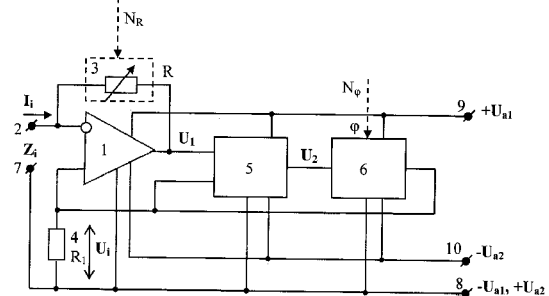 N_R
3
R
I_i
2
Z_i
7
1
U_1
5
U_2
N_φ
φ
6
9 +U_a1
4
R_1
U_i
10 -U_a2
8 -U_a1, +U_a2